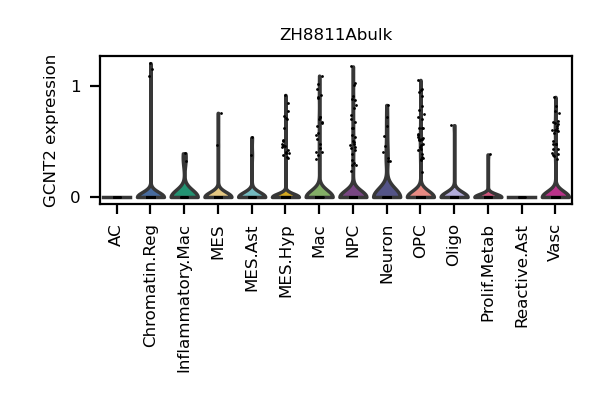 ZH8811Abulk
GCNT2 expression
1
0
AC
Chromatin.Reg
Inflammatory.Mac
MES
MES.Ast
MES.Hyp
Mac
NPC
Neuron
OPC
Oligo
Prolif.Metab
Reactive.Ast
Vasc